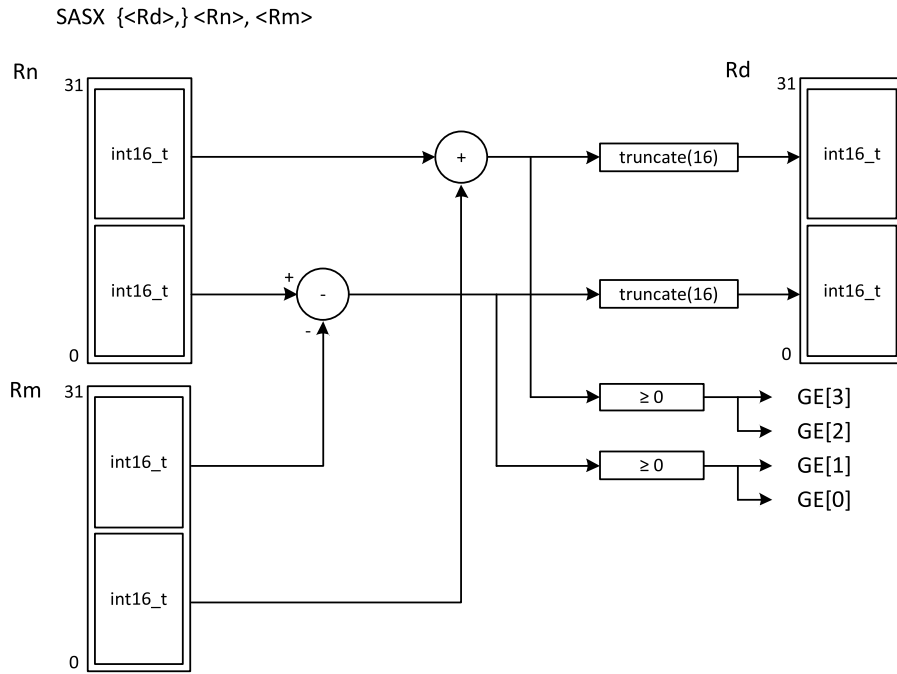 SASX {<Rd>,} <Rn>, <Rm>
Rn
31
int16_t
int16_t
0
Rm
31
int16_t
int16_t
0
+
+
-
-
truncate(16)
truncate(16)
≥ 0
≥ 0
Rd
31
int16_t
int16_t
0
GE[3]
GE[2]
GE[1]
GE[0]